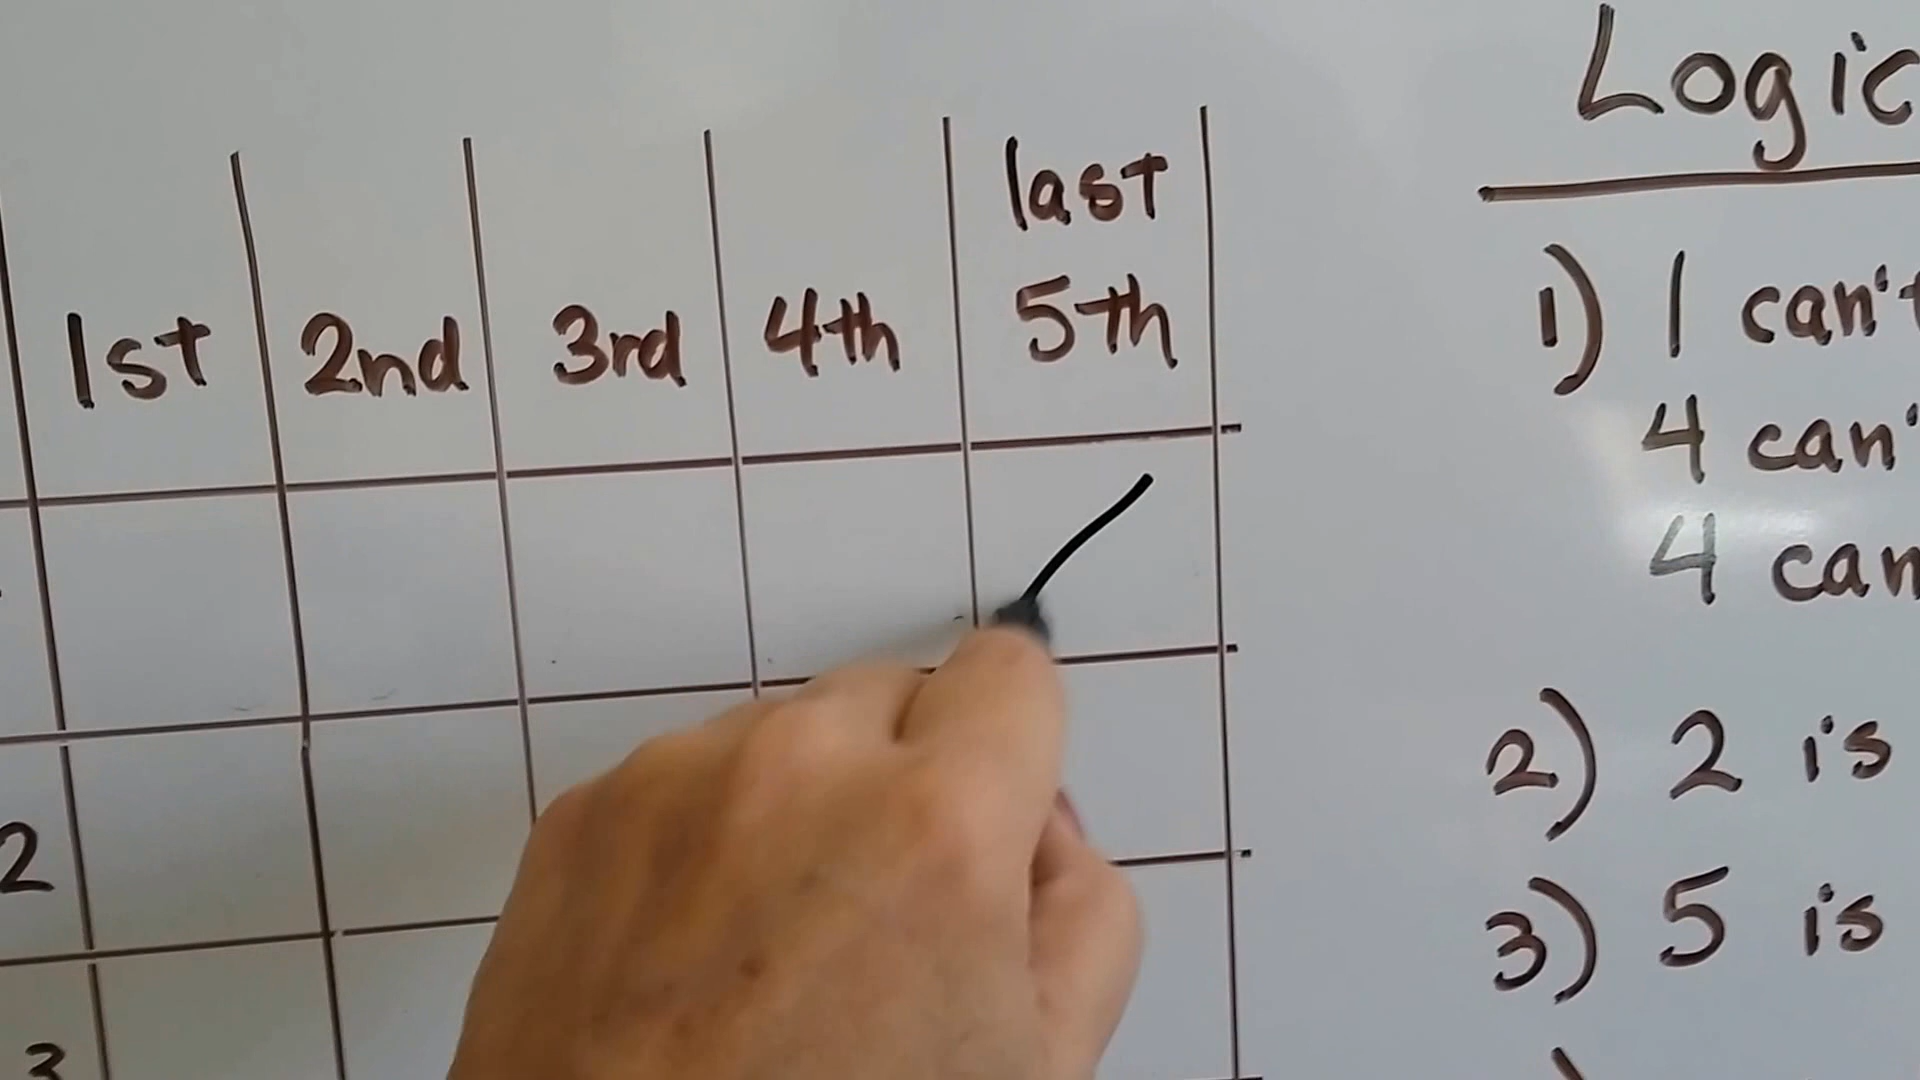 last
1st 2nd 3rd 4th 5th
2
3
Logic
1) 1 can't
4 can'
4 can
2) 2 is
3) 5 is